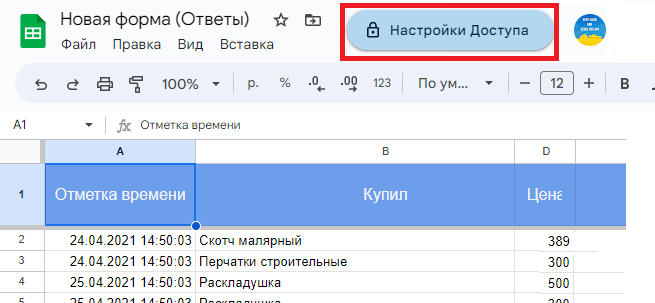 Новая форма (Ответы)
Настройки Доступа
Файл Правка Вид Вставка
100% р. % .0 .00 123 По ум... 12 B
A1 fx Отметка времени
A B D
1 Отметка времени Купил Цена
2 24.04.2021 14:50:03 Скотч малярный 389
3 24.04.2021 14:50:03 Перчатки строительные 300
4 25.04.2021 14:50:03 Раскладушка 500
25.04.2021 14:50:03 Раскладушка